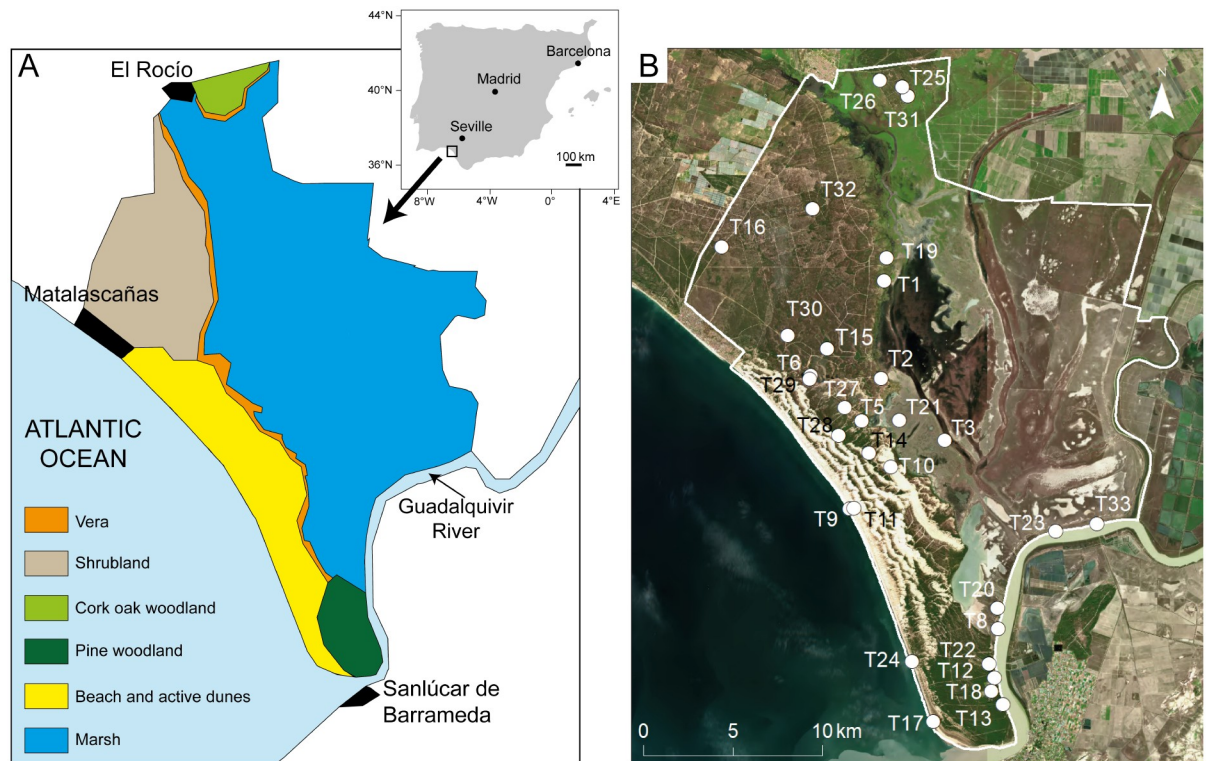 A
El Rocío
Matalascañas
ATLANTIC
OCEAN
Guadalquivir
River
Sanlúcar de
Barrameda
Vera
Shrubland
Cork oak woodland
Pine woodland
Beach and active dunes
Marsh
44°N
40°N
36°N
8°W
4°W
0°
4°E
Barcelona
Madrid
Seville
100 km
B
N
T25
T26
T31
T32
T16
T19
T1
T30
T15
T6
T2
T29
T27
T5
T21
T28
T14
T3
T10
T9
T11
T23
T33
T20
T8
T22
T24
T12
T18
T13
T17
0
5
10 km